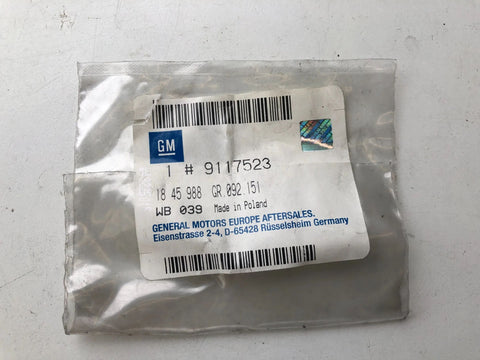 GM
1 # 9117523
18 45 988 GR.092.151
WB 039 Made in Poland
GENERAL MOTORS EUROPE AFTERSALES.
Eisenstrasse 2-4, D-65428 Rüsselsheim Germany